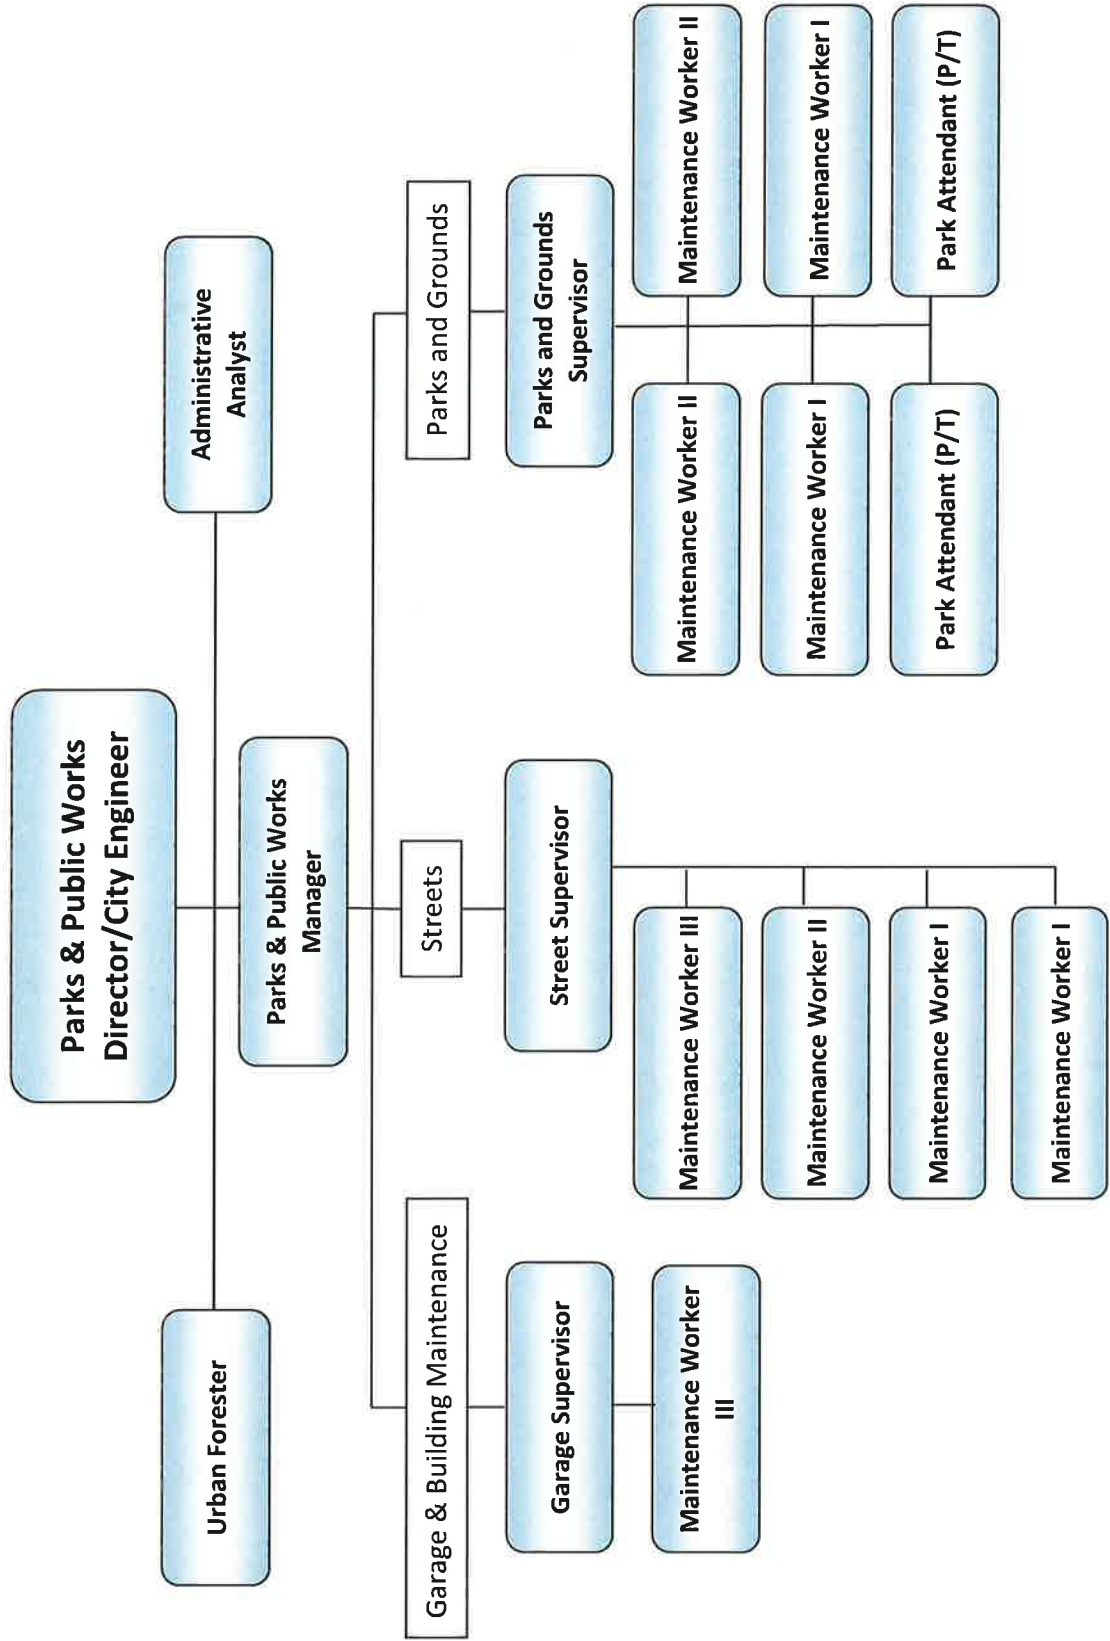 Parks & Public Works
Director/City Engineer
Urban Forester
Administrative
Analyst
Parks & Public Works
Manager
Garage & Building Maintenance
Streets
Parks and Grounds
Garage Supervisor
Street Supervisor
Parks and Grounds
Supervisor
Maintenance Worker
III
Maintenance Worker III
Maintenance Worker II
Maintenance Worker I
Maintenance Worker I
Maintenance Worker II
Maintenance Worker II
Maintenance Worker I
Maintenance Worker I
Park Attendant (P/T)
Park Attendant (P/T)